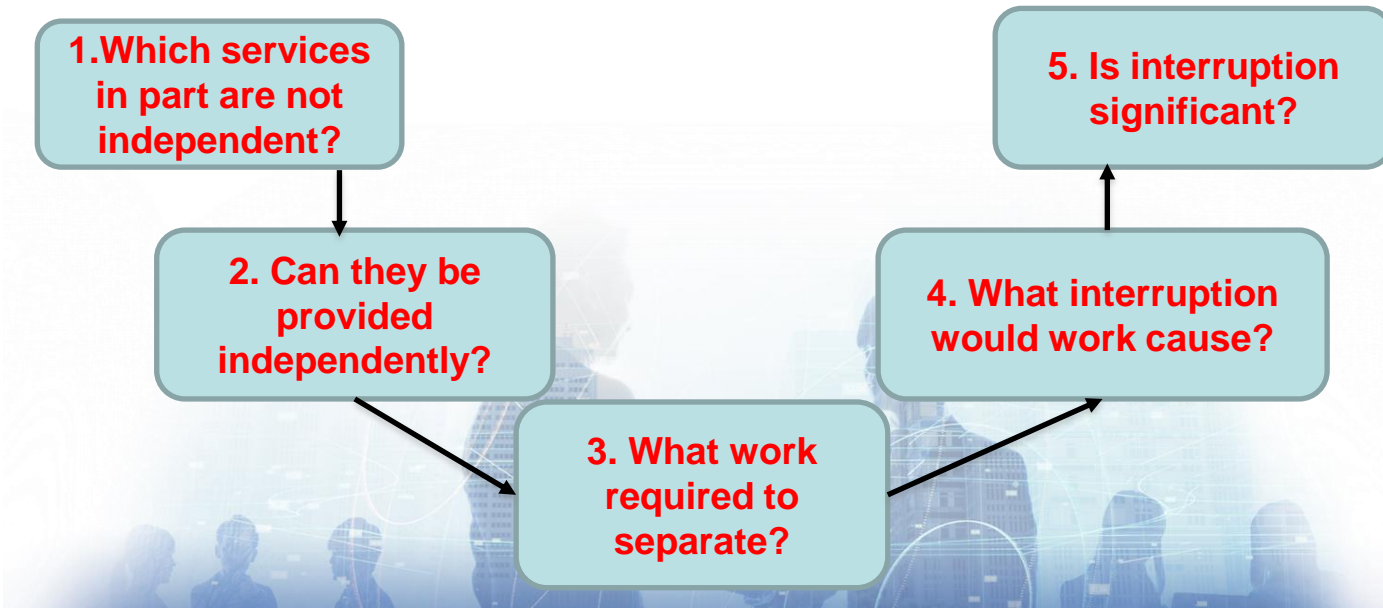 1.Which services
in part are not
independent?
2. Can they be
provided
independently?
3. What work
required to
separate?
4. What interruption
would work cause?
5. Is interruption
significant?